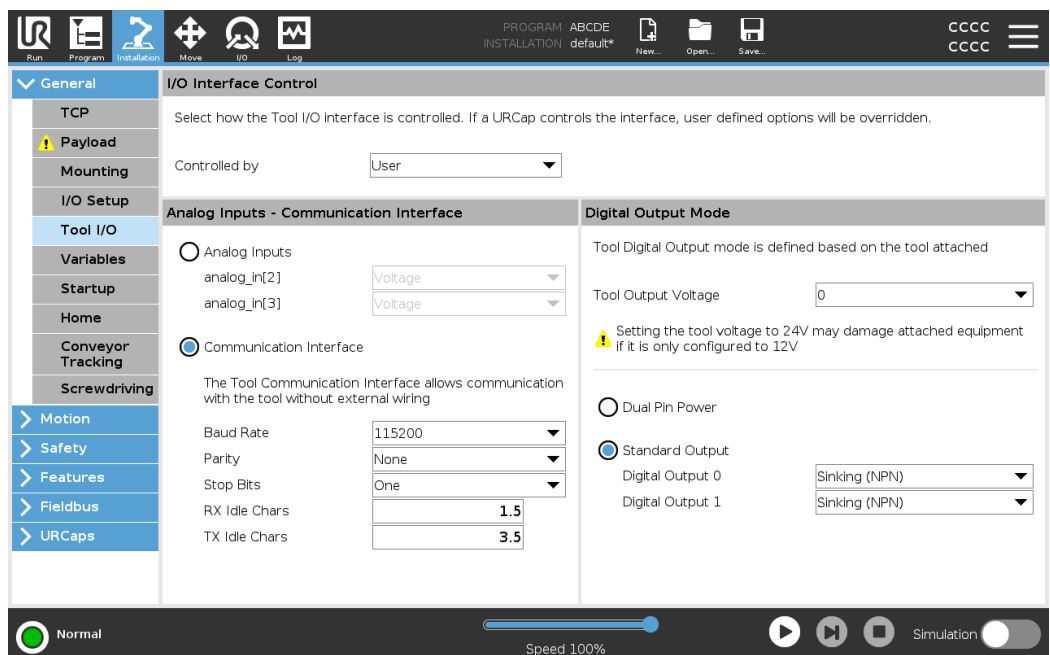 PROGRAM ABCDE
INSTALLATION default*
CCCC
CCCC
UR
Run
Program
Installation
Move
I/O
Log
New...
Open...
Save...
General
TCP
Payload
Mounting
I/O Setup
Tool I/O
Variables
Startup
Home
Conveyor
Tracking
Screwdriving
Motion
Safety
Features
Fieldbus
URCaps
I/O Interface Control
Select how the Tool I/O interface is controlled. If a URCap controls the interface, user defined options will be overridden.
Controlled by User
Analog Inputs - Communication Interface
Analog Inputs
analog_in[2] Voltage
analog_in[3] Voltage
Communication Interface
The Tool Communication Interface allows communication
with the tool without external wiring
Baud Rate 115200
Parity None
Stop Bits One
RX Idle Chars 1.5
TX Idle Chars 3.5
Digital Output Mode
Tool Digital Output mode is defined based on the tool attached
Tool Output Voltage 0
Setting the tool voltage to 24V may damage attached equipment
if it is only configured to 12V
Dual Pin Power
Standard Output
Digital Output 0 Sinking (NPN)
Digital Output 1 Sinking (NPN)
Normal
Speed 100%
Simulation